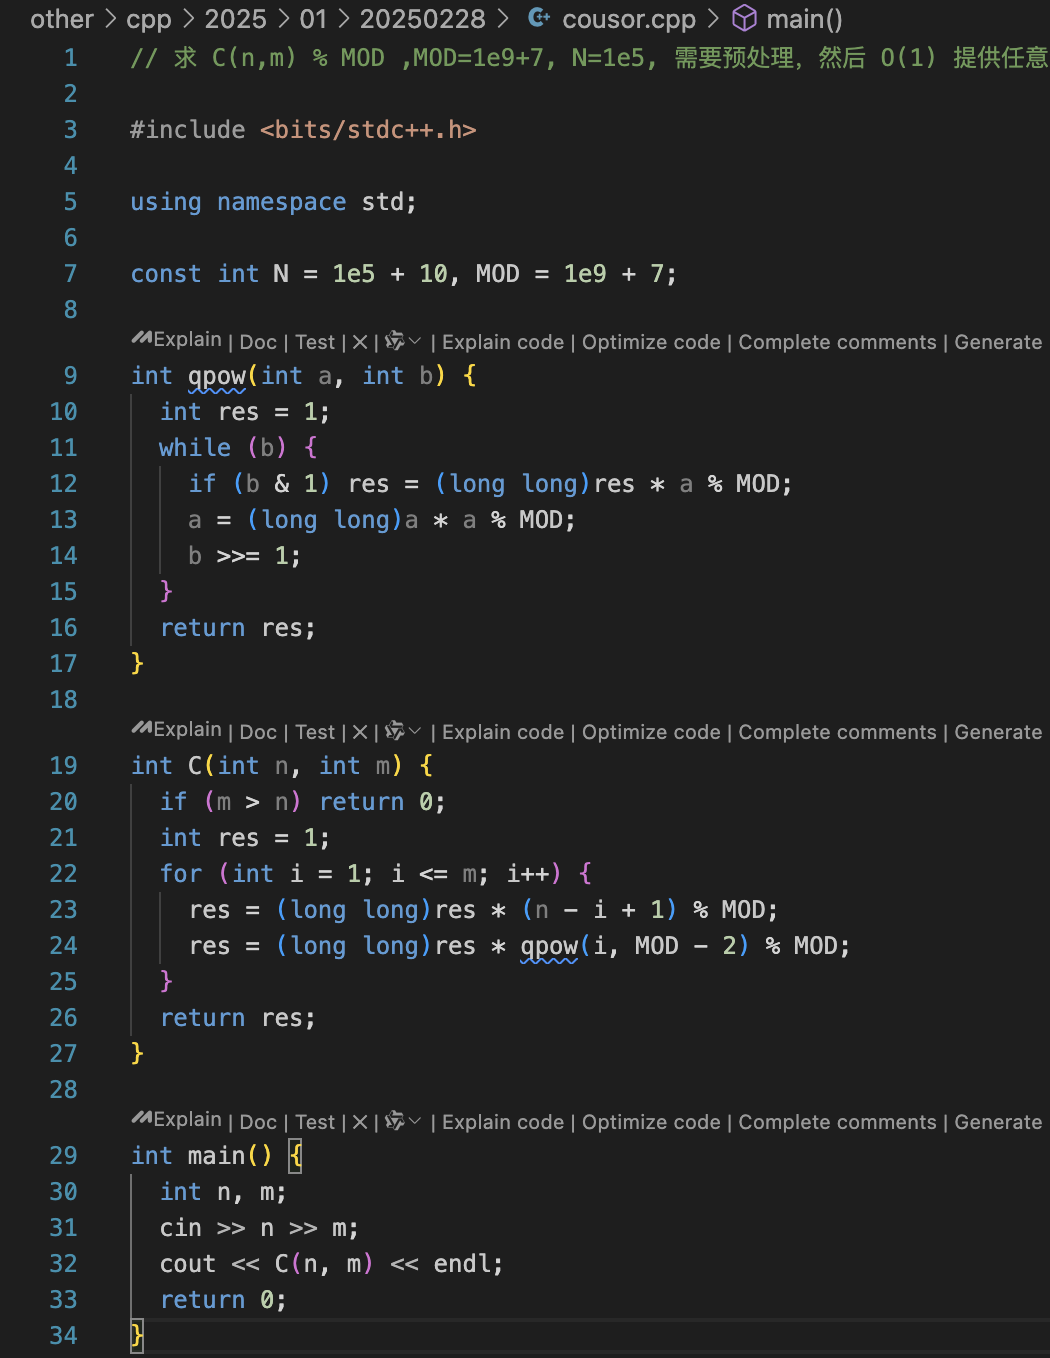 other > cpp > 2025 > 01 > 20250228 > cousor.cpp > main()
1 // 求 C(n,m) % MOD ,MOD=1e9+7, N=1e5, 需要预处理，然后 O(1) 提供任意
2
3 #include <bits/stdc++.h>
4
5 using namespace std;
6
7 const int N = 1e5 + 10, MOD = 1e9 + 7;
8
Explain | Doc | Test | X | Explain code | Optimize code | Complete comments | Generate
9 int qpow(int a, int b) {
10   int res = 1;
11   while (b) {
12     if (b & 1) res = (long long)res * a % MOD;
13     a = (long long)a * a % MOD;
14     b >>= 1;
15   }
16   return res;
17 }
18
Explain | Doc | Test | X | Explain code | Optimize code | Complete comments | Generate
19 int C(int n, int m) {
20   if (m > n) return 0;
21   int res = 1;
22   for (int i = 1; i <= m; i++) {
23     res = (long long)res * (n - i + 1) % MOD;
24     res = (long long)res * qpow(i, MOD - 2) % MOD;
25   }
26   return res;
27 }
28
Explain | Doc | Test | X | Explain code | Optimize code | Complete comments | Generate
29 int main() {
30   int n, m;
31   cin >> n >> m;
32   cout << C(n, m) << endl;
33   return 0;
34 }